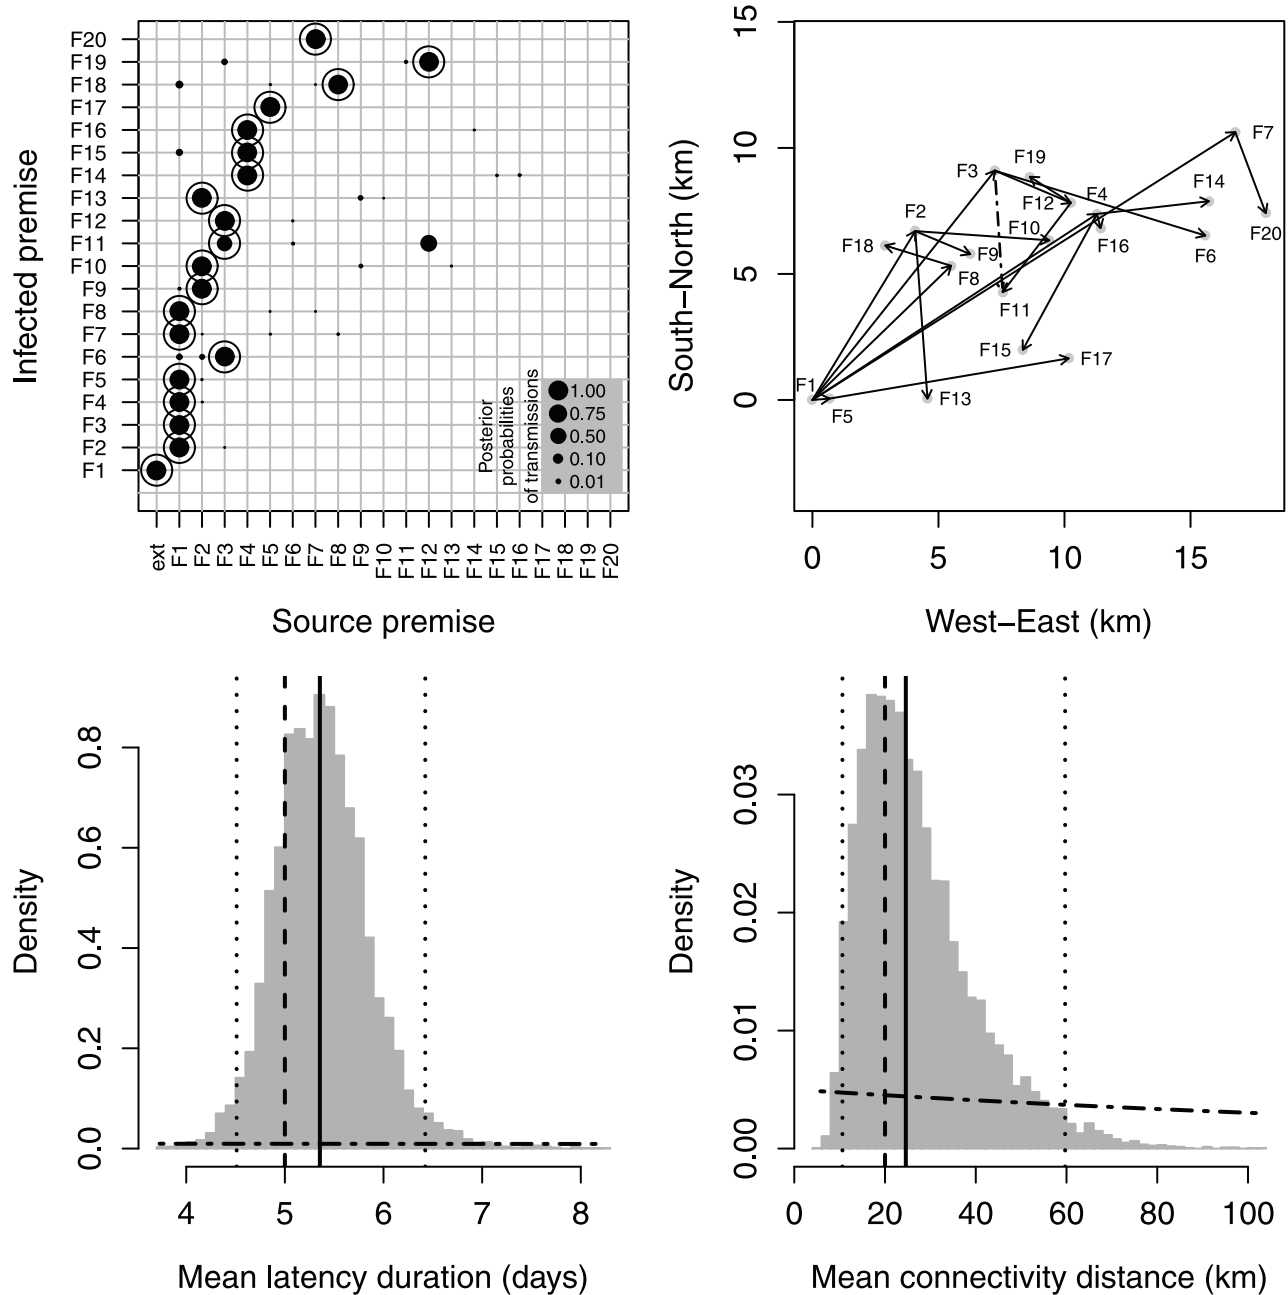 F20
F19
F18
F17
F16
F15
F14
F13
F12
F11
F10
F9
F8
F7
F6
F5
F4
F3
F2
F1
Infected premise
Posterior
probabilities
of transmissions
1.00
0.75
0.50
0.10
0.01
ext F1 F2 F3 F4 F5 F6 F7 F8 F9 F10 F11 F12 F13 F14 F15 F16 F17 F18 F19 F20
Source premise
15
10
5
0
South−North (km)
F7
F19
F3
F4
F14
F12
F2
F10
F20
F18
F9
F16
F6
F8
F11
F15
F17
F1
F13
F5
0 5 10 15
West−East (km)
0.8
0.6
0.4
0.2
0.0
Density
4 5 6 7 8
Mean latency duration (days)
0.03
0.02
0.01
0.00
Density
0 20 40 60 80 100
Mean connectivity distance (km)